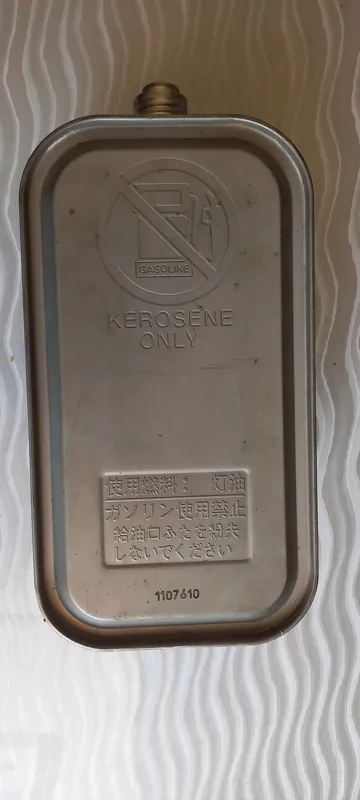 GASOLINE
KEROSENE
ONLY
使用燃料： 灯油
ガソリン使用禁止
給油口ふたを紛失
しないでください
1107610